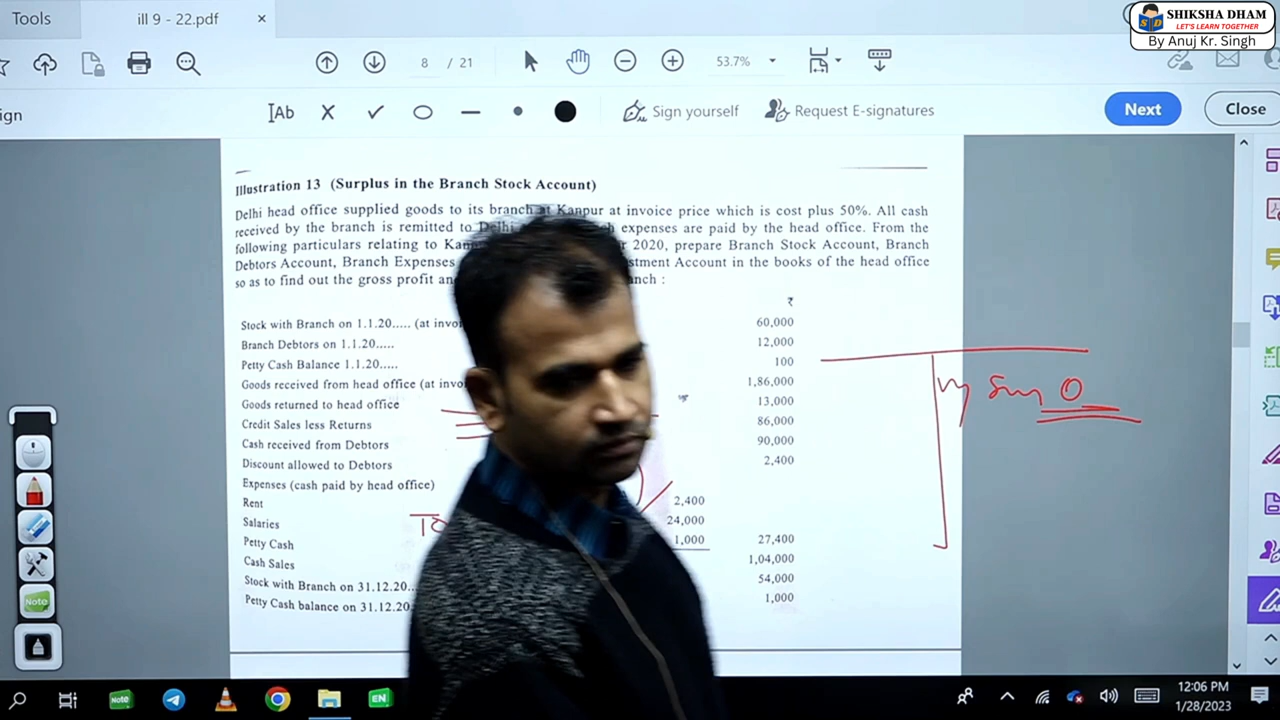 Tools
ill 9 - 22.pdf
×
SHIKSHA DHAM
LET'S LEARN TOGETHER
By Anuj Kr. Singh
8 / 21
53.7%
ign
Ab
Sign yourself
Request E-signatures
Next
Close
Illustration 13 (Surplus in the Branch Stock Account)
Delhi head office supplied goods to its branch at Kanpur at invoice price which is cost plus 50%. All cash
received by the branch is remitted to Delhi expenses are paid by the head office. From the
following particulars relating to 2020, prepare Branch Stock Account, Branch
Debtors Account, Branch Expenses Account in the books of the head office
so as to find out the gross profit :
₹
Stock with Branch on 1.1.20..... (at 60,000
Branch Debtors on 1.1.20..... 12,000
Petty Cash Balance 1.1.20..... 100
Goods received from head office (at 1,86,000
Goods returned to head office 13,000
Credit Sales less Returns 86,000
Cash received from Debtors 90,000
Discount allowed to Debtors 2,400
Expenses (cash paid by head office)
Rent 2,400
Salaries 24,000
Petty Cash 1,000 27,400
Cash Sales 1,04,000
Stock with Branch on 31.12.20.. 54,000
Petty Cash balance on 31.12.20 1,000
Note
Note
EN
12:06 PM
1/28/2023